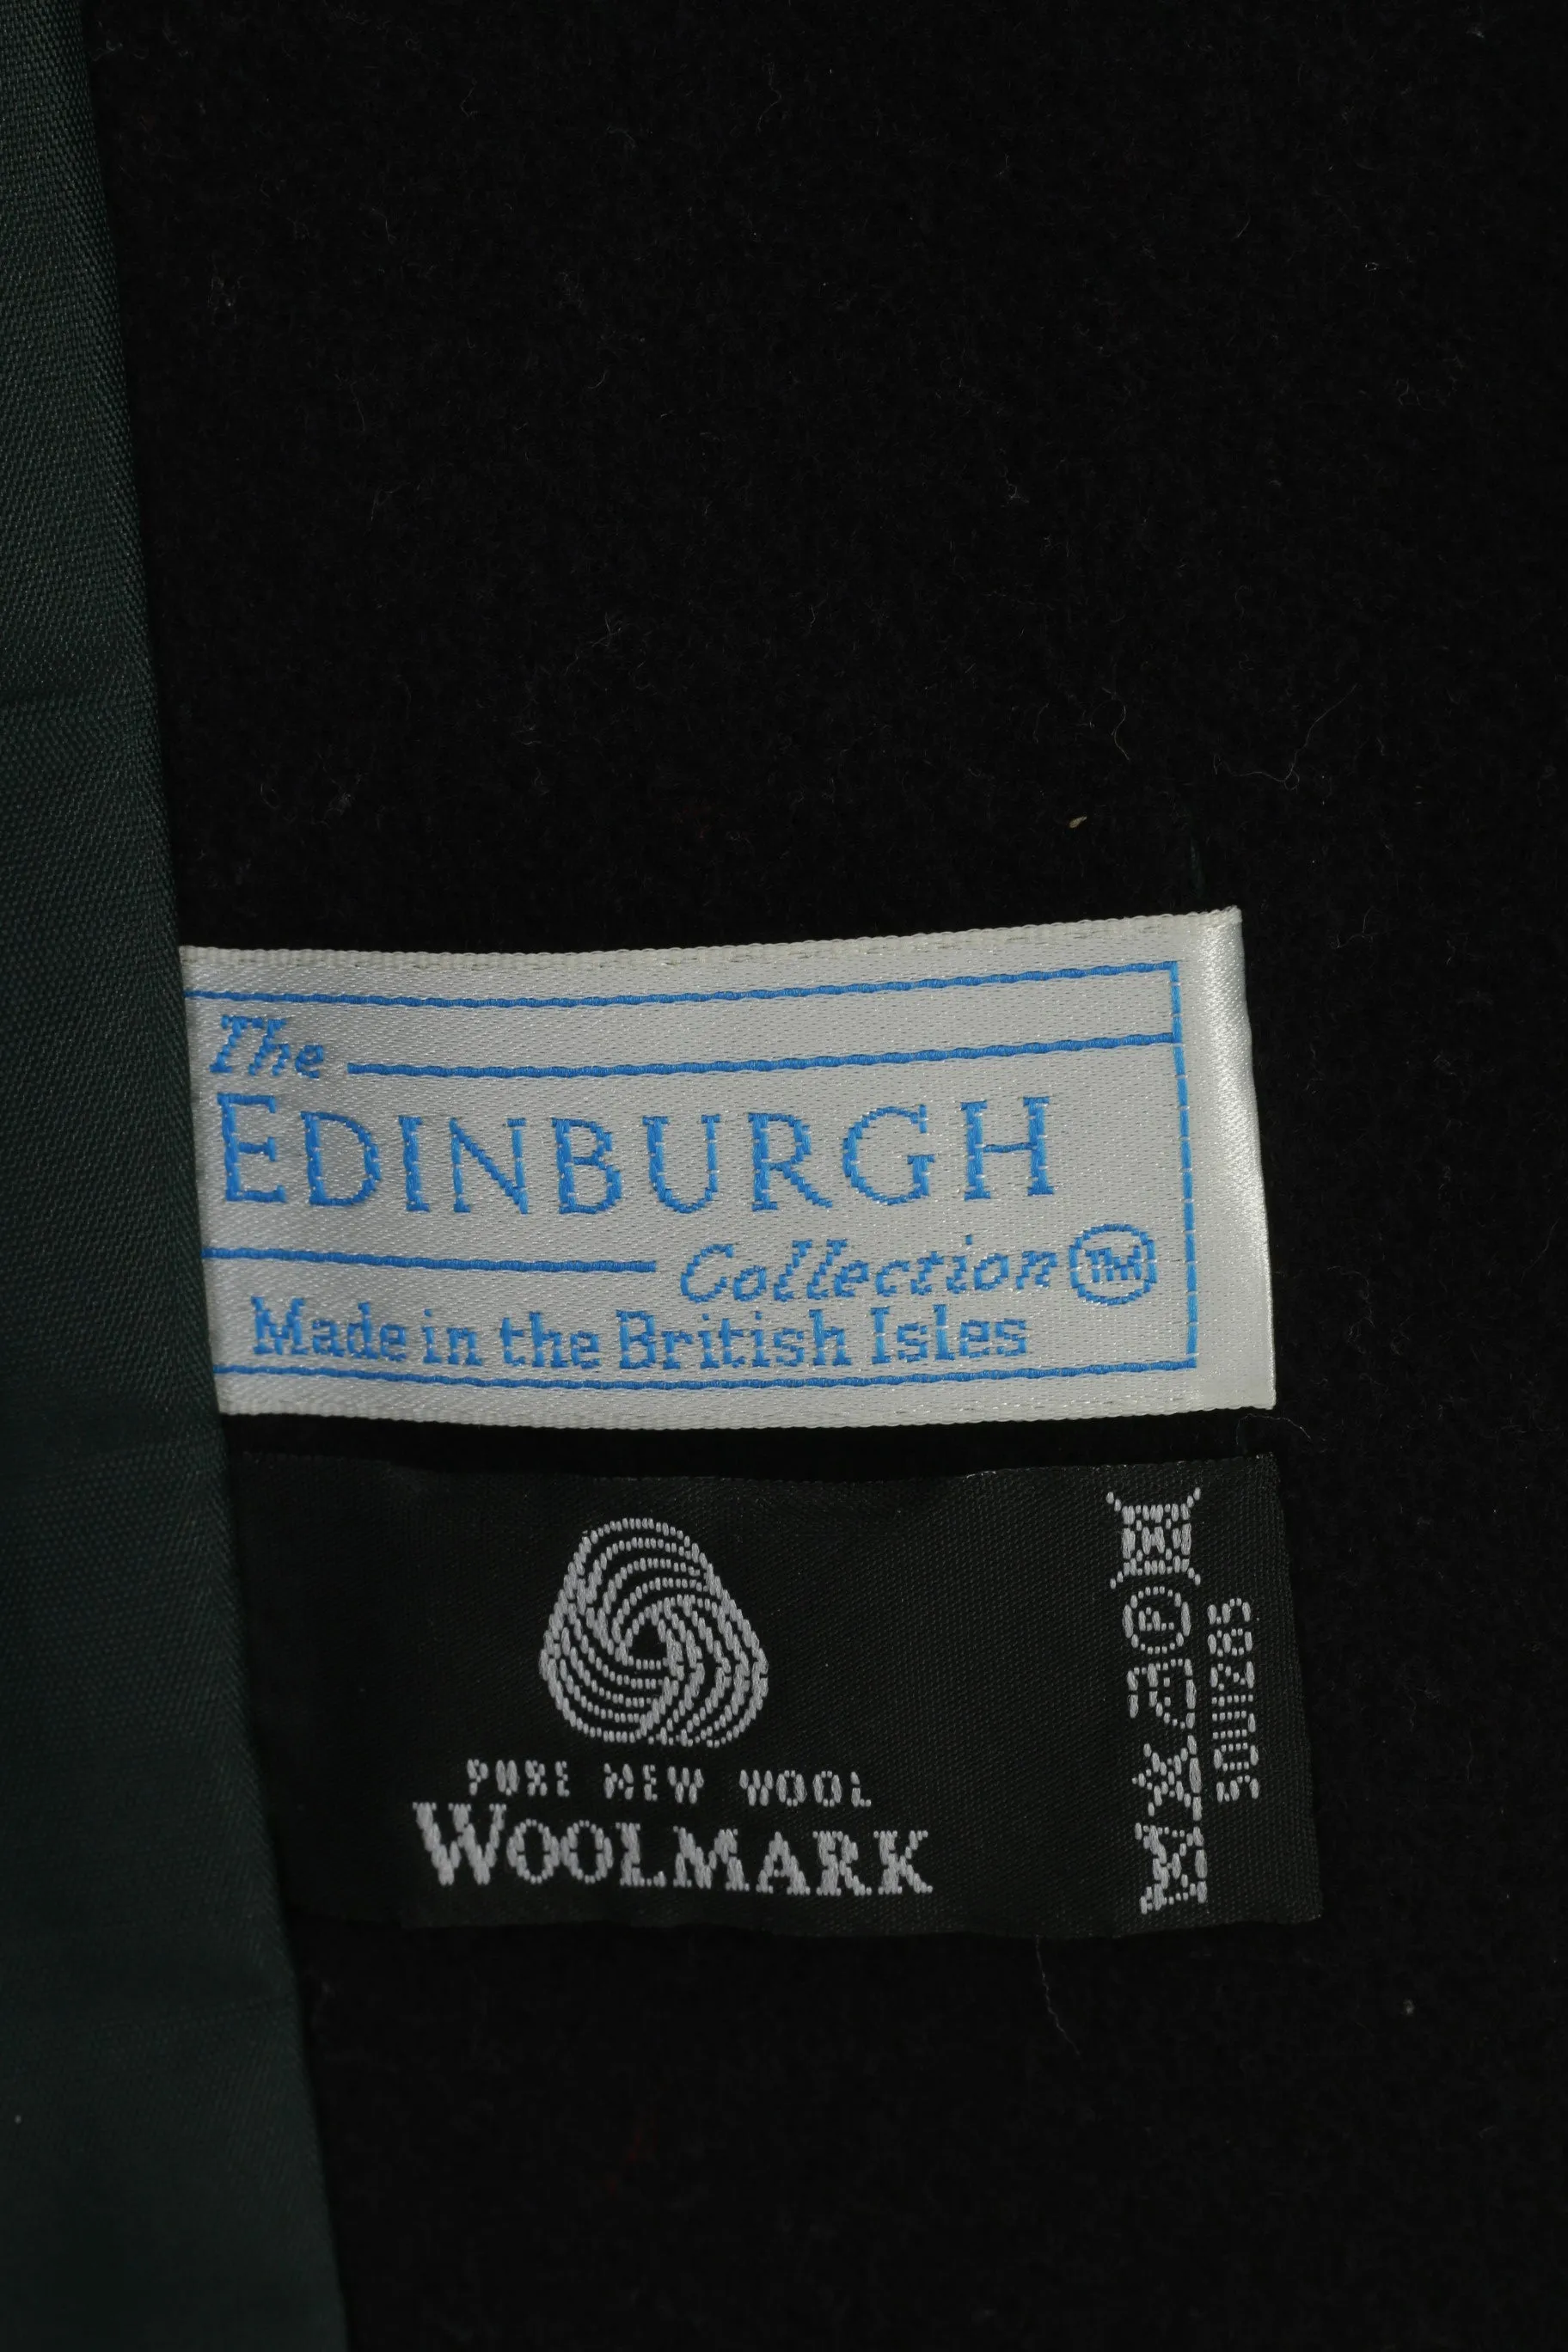 The
EDINBURGH
Collection TM
Made in the British Isles
PURE NEW WOOL
WOOLMARK
P